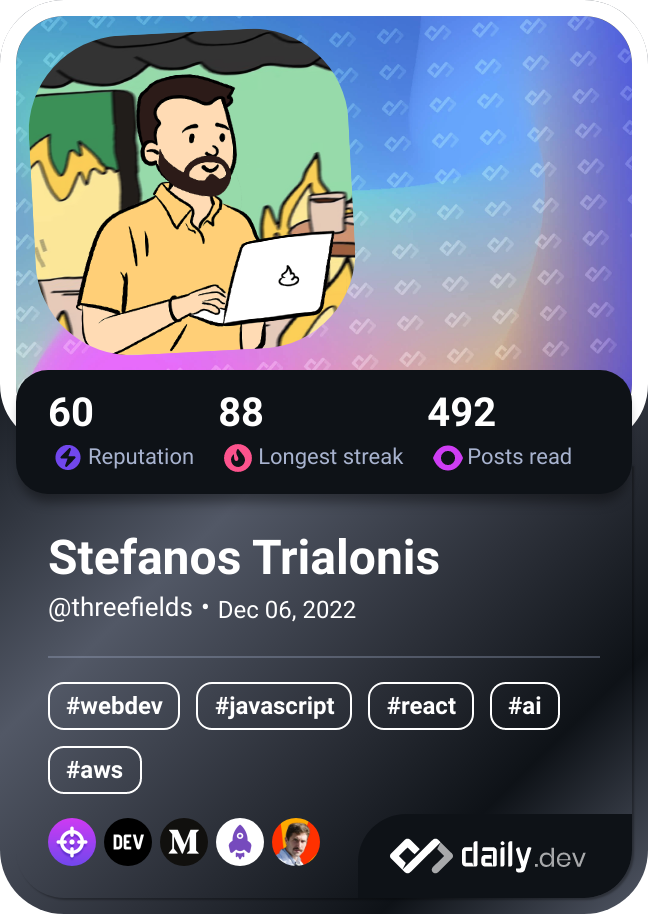 60 88 492
Reputation Longest streak Posts read
Stefanos Trialonis
@threefields • Dec 06, 2022
#webdev #javascript #react #ai
#aws
DEV M daily.dev